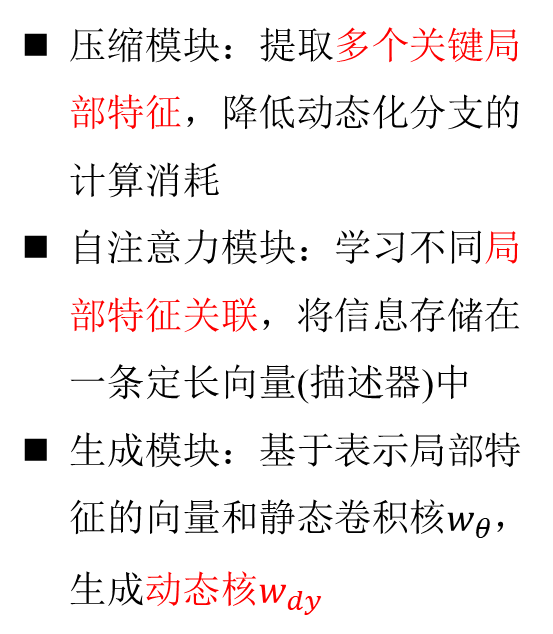 ■ 压缩模块：提取多个关键局
部特征，降低动态化分支的
计算消耗
■ 自注意力模块：学习不同局
部特征关联，将信息存储在
一条定长向量(描述器)中
■ 生成模块：基于表示局部特
征的向量和静态卷积核𝑤𝜃，
生成动态核𝑤𝑑𝑦